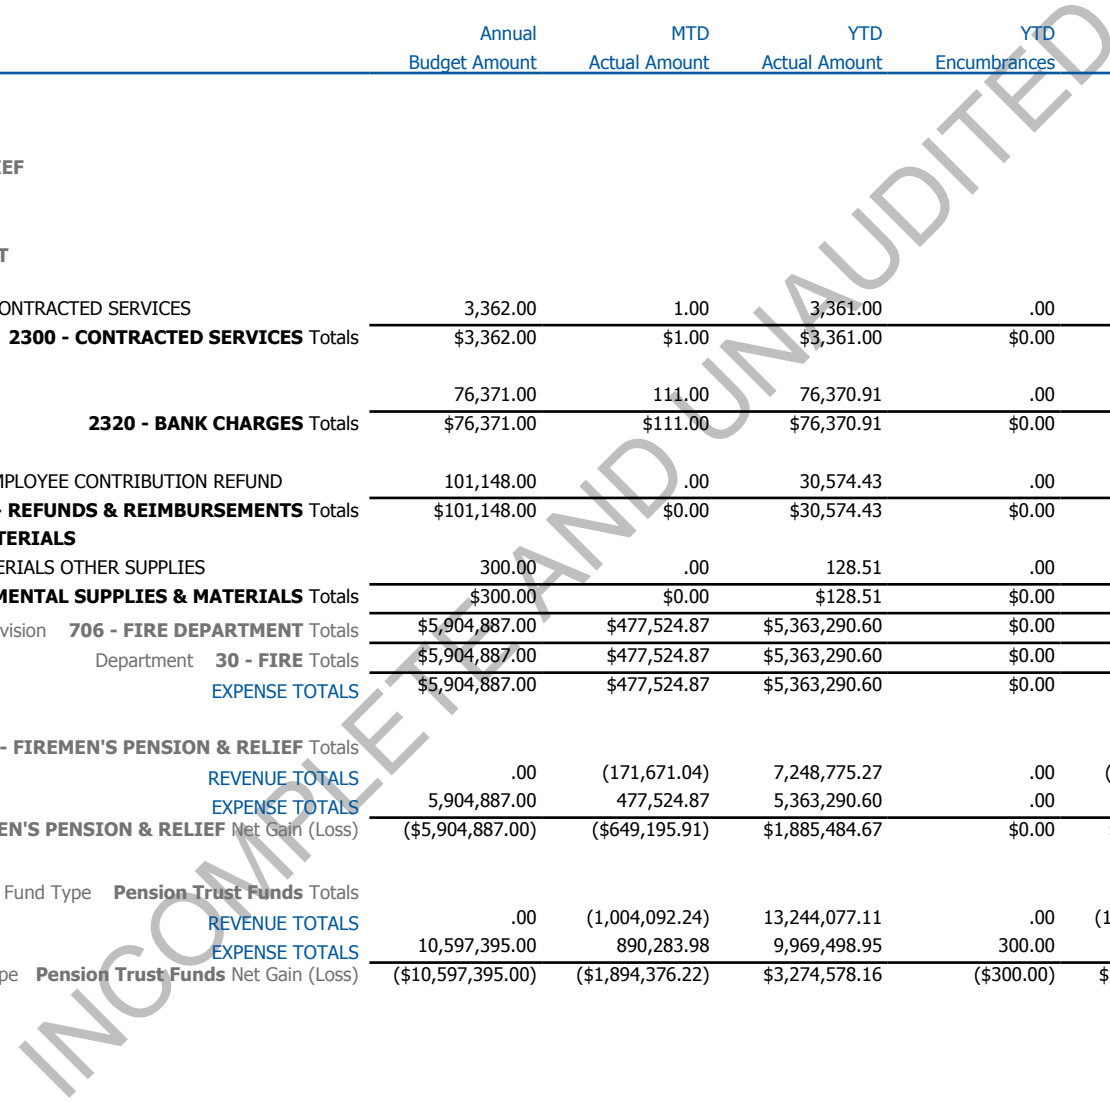 Annual MTD YTD YTD
Budget Amount Actual Amount Actual Amount Encumbrances
IEF
T
ONTRACTED SERVICES 3,362.00 1.00 3,361.00 .00
2300 - CONTRACTED SERVICES Totals $3,362.00 $1.00 $3,361.00 $0.00
76,371.00 111.00 76,370.91 .00
2320 - BANK CHARGES Totals $76,371.00 $111.00 $76,370.91 $0.00
MPLOYEE CONTRIBUTION REFUND 101,148.00 .00 30,574.43 .00
- REFUNDS & REIMBURSEMENTS Totals $101,148.00 $0.00 $30,574.43 $0.00
TERIALS
ERIALS OTHER SUPPLIES 300.00 .00 128.51 .00
MENTAL SUPPLIES & MATERIALS Totals $300.00 $0.00 $128.51 $0.00
vision 706 - FIRE DEPARTMENT Totals $5,904,887.00 $477,524.87 $5,363,290.60 $0.00
Department 30 - FIRE Totals $5,904,887.00 $477,524.87 $5,363,290.60 $0.00
EXPENSE TOTALS $5,904,887.00 $477,524.87 $5,363,290.60 $0.00
- FIREMEN'S PENSION & RELIEF Totals
REVENUE TOTALS .00 (171,671.04) 7,248,775.27 .00 (
EXPENSE TOTALS 5,904,887.00 477,524.87 5,363,290.60 .00
EN'S PENSION & RELIEF Net Gain (Loss) ($5,904,887.00) ($649,195.91) $1,885,484.67 $0.00
Fund Type Pension Trust Funds Totals
REVENUE TOTALS .00 (1,004,092.24) 13,244,077.11 .00 (1
EXPENSE TOTALS 10,597,395.00 890,283.98 9,969,498.95 300.00
pe Pension Trust Funds Net Gain (Loss) ($10,597,395.00) ($1,894,376.22) $3,274,578.16 ($300.00) $
INCOMPLETE AND UNAUDITED